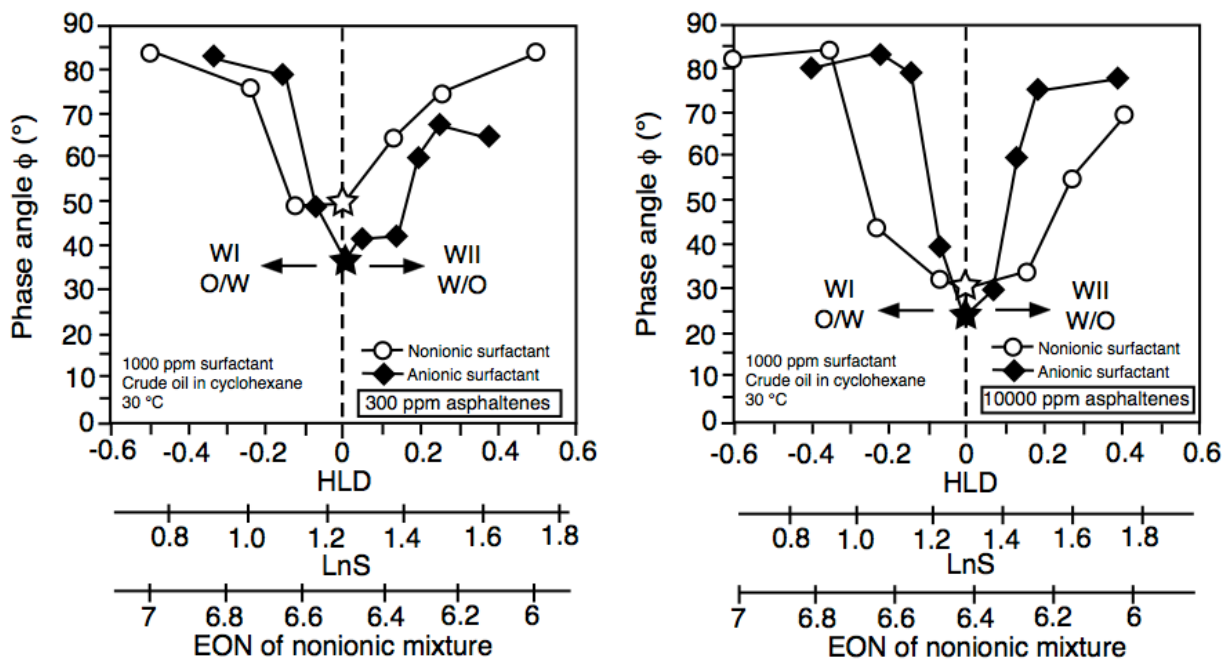 Phase angle ϕ (°)
90
80
70
60
50
40
30
20
10
0
WI
O/W
WII
W/O
1000 ppm surfactant
Crude oil in cyclohexane
30 °C
Nonionic surfactant
Anionic surfactant
300 ppm asphaltenes
-0.6 -0.4 -0.2 0 0.2 0.4 0.6
HLD
0.8 1.0 1.2 1.4 1.6 1.8
LnS
7 6.8 6.6 6.4 6.2 6
EON of nonionic mixture
Phase angle ϕ (°)
90
80
70
60
50
40
30
20
10
0
WI
O/W
WII
W/O
1000 ppm surfactant
Crude oil in cyclohexane
30 °C
Nonionic surfactant
Anionic surfactant
10000 ppm asphaltenes
-0.6 -0.4 -0.2 0 0.2 0.4 0.6
HLD
0.8 1.0 1.2 1.4 1.6 1.8
LnS
7 6.8 6.6 6.4 6.2 6
EON of nonionic mixture